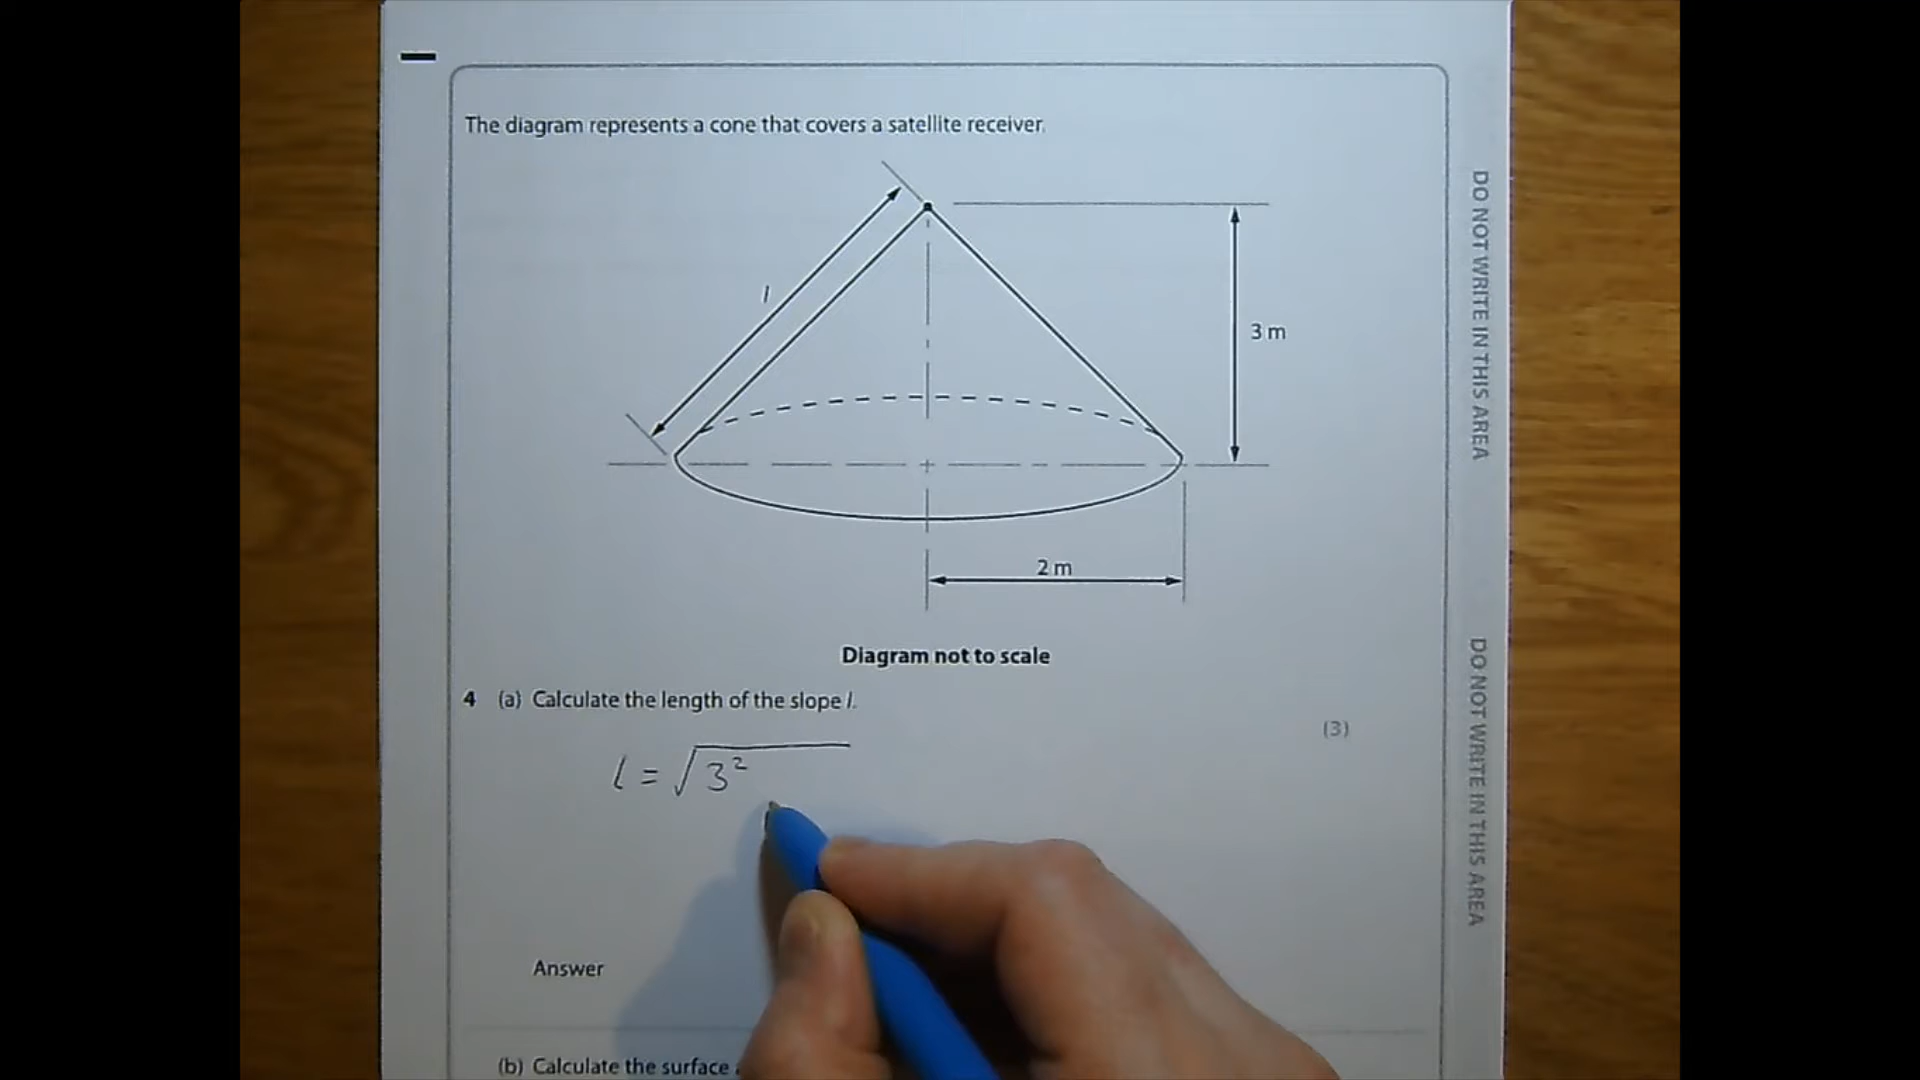 The diagram represents a cone that covers a satellite receiver.
l
3 m
2 m
Diagram not to scale
4 (a) Calculate the length of the slope l.
(3)
l = √3²
Answer
(b) Calculate the surface
DO NOT WRITE IN THIS AREA
DO NOT WRITE IN THIS AREA